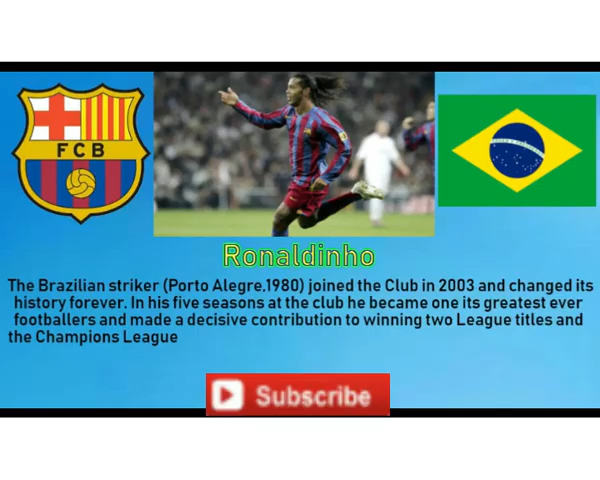 FCB
Ronaldinho
The Brazilian striker (Porto Alegre,1980) joined the Club in 2003 and changed its
history forever. In his five seasons at the club he became one its greatest ever
footballers and made a decisive contribution to winning two League titles and
the Champions League
Subscribe